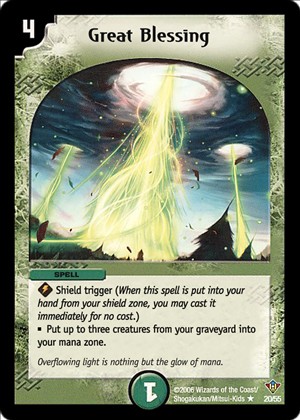 4
Great Blessing
SPELL
Shield trigger (When this spell is put into your
hand from your shield zone, you may cast it
immediately for no cost.)
▪ Put up to three creatures from your graveyard into
your mana zone.
Overflowing light is nothing but the glow of mana.
1
©2006 Wizards of the Coast/
Shogakukan/Mitsui-Kids ★ 20/55